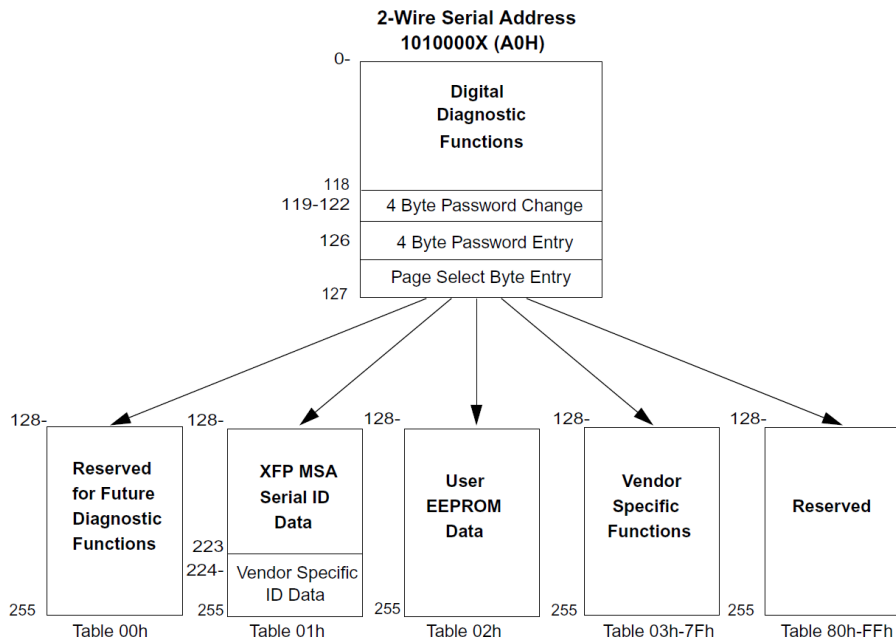 2-Wire Serial Address
1010000X (A0H)
0-
Digital
Diagnostic
Functions
118
119-122
4 Byte Password Change
126
4 Byte Password Entry
Page Select Byte Entry
127
128-
Reserved
for Future
Diagnostic
Functions
255
Table 00h
128-
XFP MSA
Serial ID
Data
223
224-
Vendor Specific
ID Data
255
Table 01h
128-
User
EEPROM
Data
255
Table 02h
128-
Vendor
Specific
Functions
255
Table 03h-7Fh
128-
Reserved
255
Table 80h-FFh